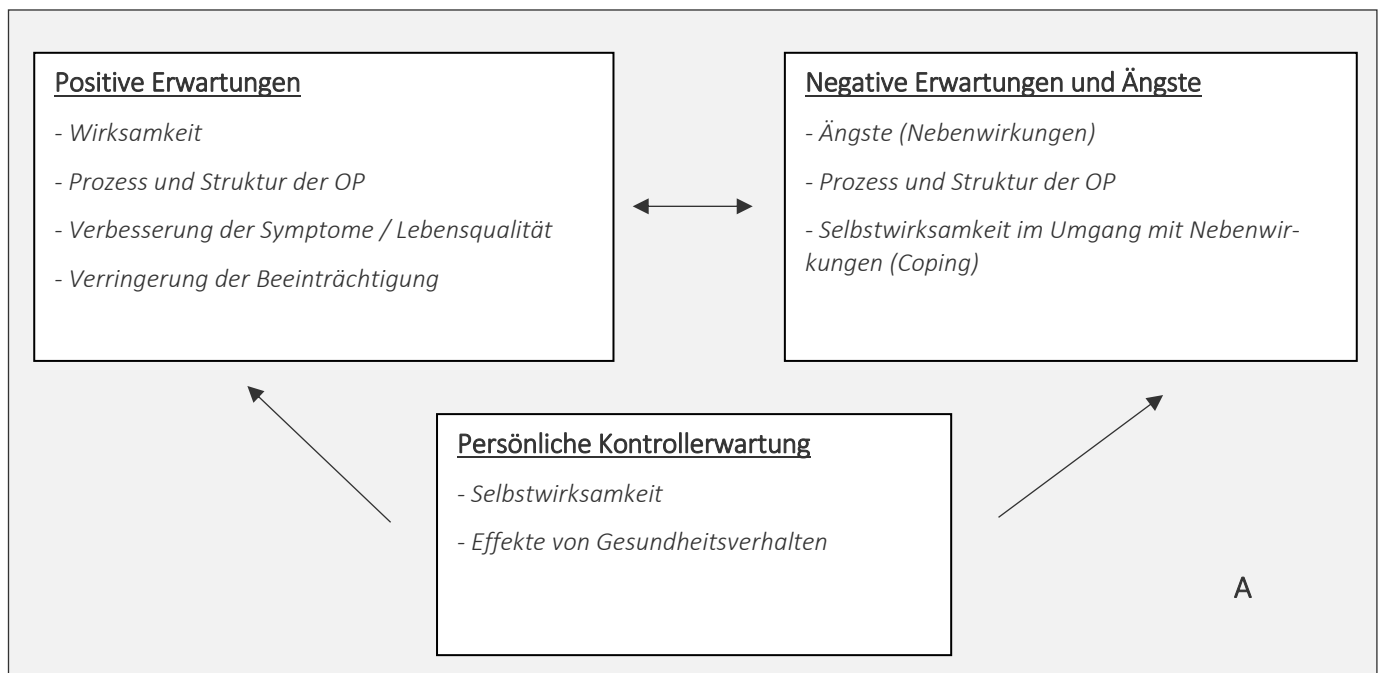 Positive Erwartungen
- Wirksamkeit
- Prozess und Struktur der OP
- Verbesserung der Symptome / Lebensqualität
- Verringerung der Beeinträchtigung
Negative Erwartungen und Ängste
- Ängste (Nebenwirkungen)
- Prozess und Struktur der OP
- Selbstwirksamkeit im Umgang mit Nebenwir-
kungen (Coping)
Persönliche Kontrollerwartung
- Selbstwirksamkeit
- Effekte von Gesundheitsverhalten
A